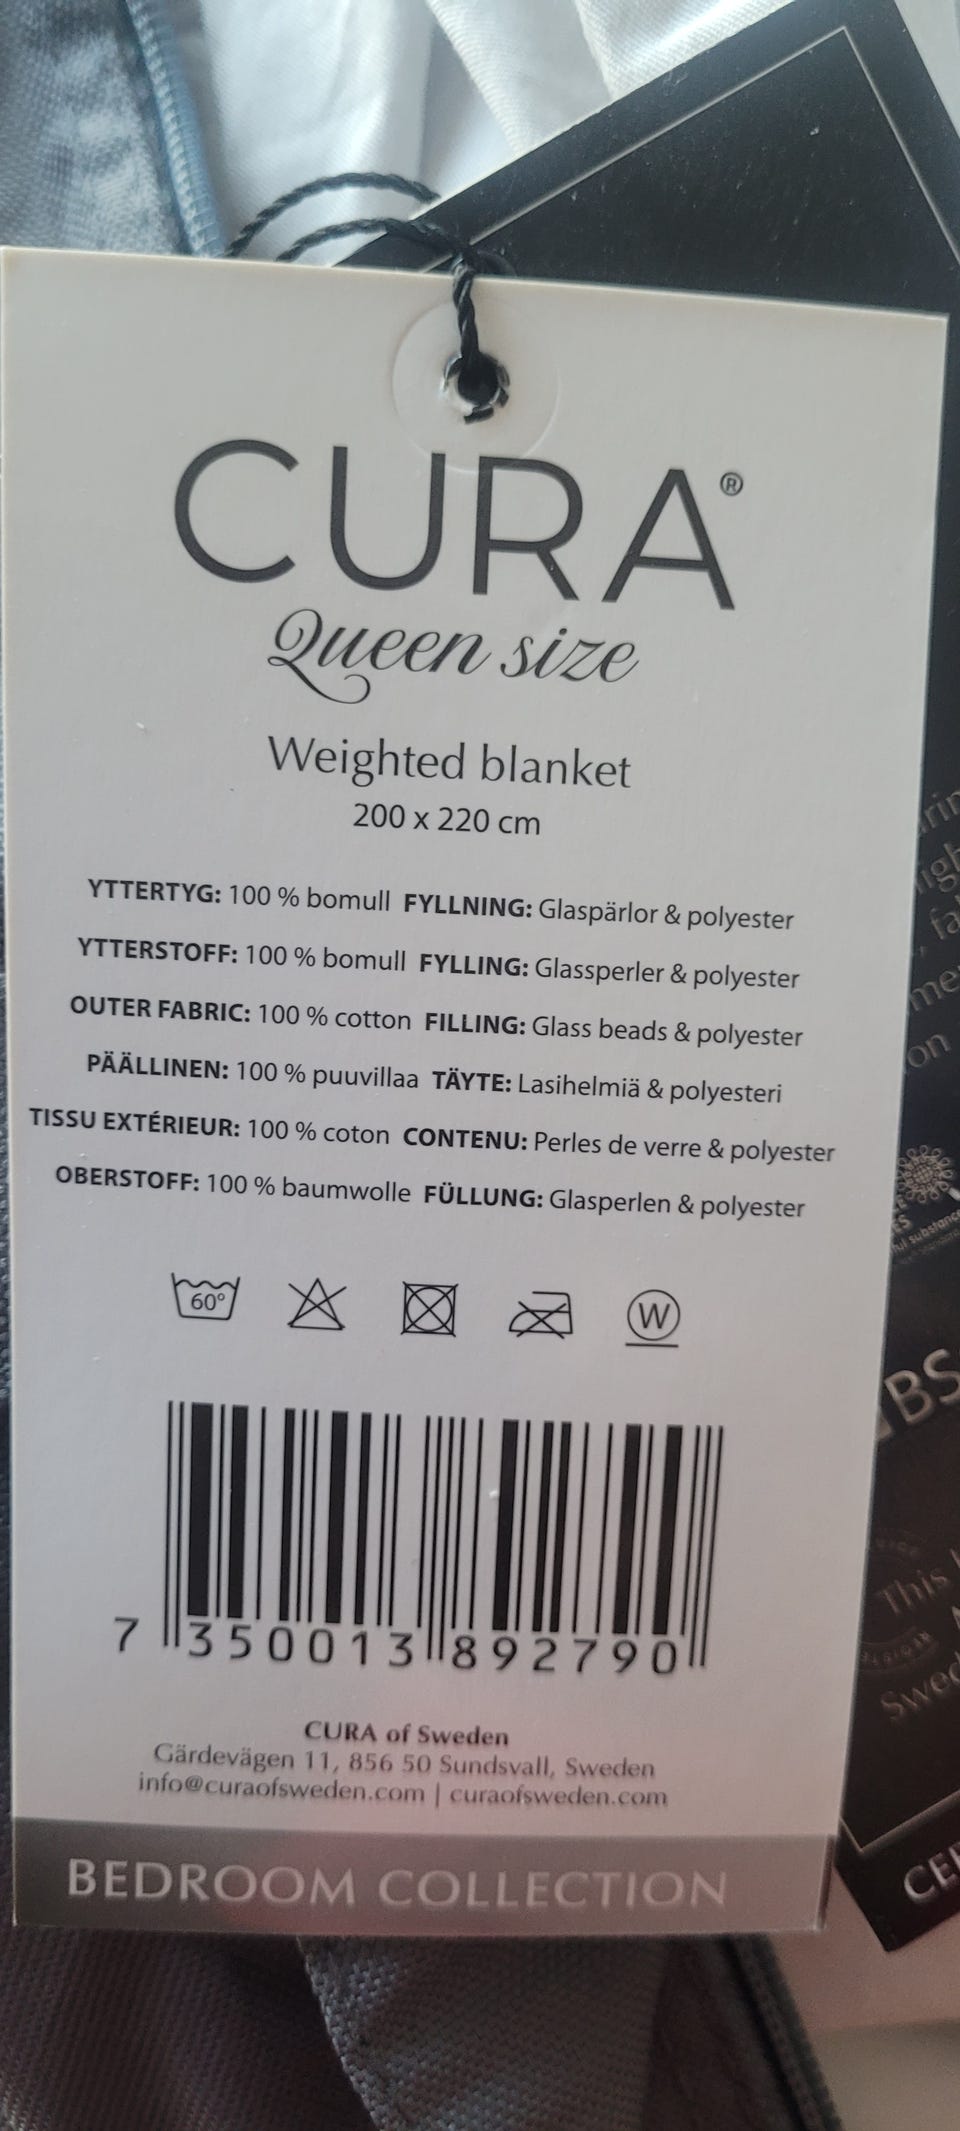 CURA®
Queen size
Weighted blanket
200 x 220 cm
YTTERTYG: 100 % bomull FYLLNING: Glaspärlor & polyester
YTTERSTOFF: 100 % bomull FYLLING: Glassperler & polyester
OUTER FABRIC: 100 % cotton FILLING: Glass beads & polyester
PÄÄLLINEN: 100 % puuvillaa TÄYTE: Lasihelmiä & polyesteri
TISSU EXTÉRIEUR: 100 % coton CONTENU: Perles de verre & polyester
OBERSTOFF: 100 % baumwolle FÜLLUNG: Glasperlen & polyester
60° W
7 350013 892790
CURA of Sweden
Gärdevägen 11, 856 50 Sundsvall, Sweden
info@curaofsweden.com | curaofsweden.com
BEDROOM COLLECTION
on
BS
This